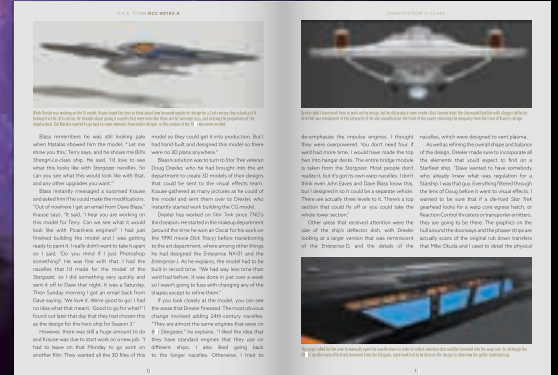 U.S.S. TITAN NCC-80102-A
CONSTITUTION III CLASS
Blass remembers he was still looking pale
when Matalas showed him the model. "'Let me
show you this,' Terry says, and he shows me Bill's
Shangri-La-class ship. He said, 'I'd love to see
what this looks like with Stargazer nacelles. So
can you see what this would look like with that,
and any other upgrades you want.'"
Blass instantly messaged a surprised Krause
and asked him if he could make the modifications.
"Out of nowhere I get an email from Dave Blass,"
Krause says. "It said, 'I hear you are working on
this model for Terry. Can we see what it would
look like with Picard-era engines?' I had just
finished building the model and I was getting
ready to paint it. I really didn't want to take it apart
so I said, 'Do you mind if I just Photoshop
something?' He was fine with that. I had the
nacelles that I'd made for the model of the
Stargazer, so I did something very quickly and
sent it off to Dave that night. It was a Saturday.
Then Sunday morning I got an email back from
Dave saying, 'We love it. We're good to go.' I had
no idea what that meant. 'Good to go for what?' I
found out later that day that they had chosen this
as the design for the hero ship for Season 3."
However, there was still a huge amount to do
and Krause was due to start work on a new job. "I
had to leave on that Monday to go work on
another film. They wanted all the 3D files of this
model so they could get it into production. But I
had hand-built and designed this model so there
were no 3D plans anywhere."
Blass's solution was to turn to Star Trek veteran
Doug Drexler, who he had brought into the art
department to create 3D models of their designs
that could be sent to the visual effects team.
Krause gathered as many pictures as he could of
the model and sent them over to Drexler, who
instantly started work building the CG model.
Drexler has worked on Star Trek since TNG's
third season. He started in the makeup department
(around the time he won an Oscar for his work on
the 1990 movie Dick Tracy) before transitioning
to the art department, where among other things
he had designed the Enterprise NX-01 and the
Enterprise-J. As he explains, the model had to be
built in record time. "We had way less time than
we'd had before. It was done in just over a week
so I wasn't going to fuss with changing any of the
shapes except to refine them."
If you look closely at the model, you can see
the areas that Drexler finessed. The most obvious
change involved adding 24th-century nacelles.
"They are almost the same engines that were on
Stargazer," he explains. "I liked the idea that
they have standard engines that they use on
different ships. I also liked going back
to the longer nacelles. Otherwise, I tried to
de-emphasize the impulse engines. I thought
they were overpowered. 'You don't need four.' If
we'd had more time, I would have made the top
two into hangar decks. The entire bridge module
is taken from the Stargazer. Most people don't
realize it, but it's got its own warp nacelles. I don't
think even John Eaves and Dave Blass know this,
but I designed it so it could be a separate vehicle.
There are actually three levels to it. There's a top
section that could fly off or you could take the
whole lower section."
Other areas that received attention were the
size of the ship's deflector dish, with Drexler
looking at a larger version that was reminiscent
of the Enterprise-D, and the details of the
nacelles, which were designed to vent plasma.
As well as refining the overall shape and balance
of the design, Drexler made sure to incorporate all
the elements that you'd expect to find on a
Starfleet ship. "Dave wanted to have somebody
who already knew what was regulation for a
Starship. I was that guy. Everything filtered through
the lens of Doug before it went to visual effects. I
wanted to be sure that if a die-hard Star Trek
gearhead looks for a warp core egress hatch, or
Reaction Control thrusters or transporter emitters,
they are going to be there. The graphics on the
hull around the doorways and the phaser strips are
actually scans of the original rub down transfers
that Mike Okuda and I used to detail the physical